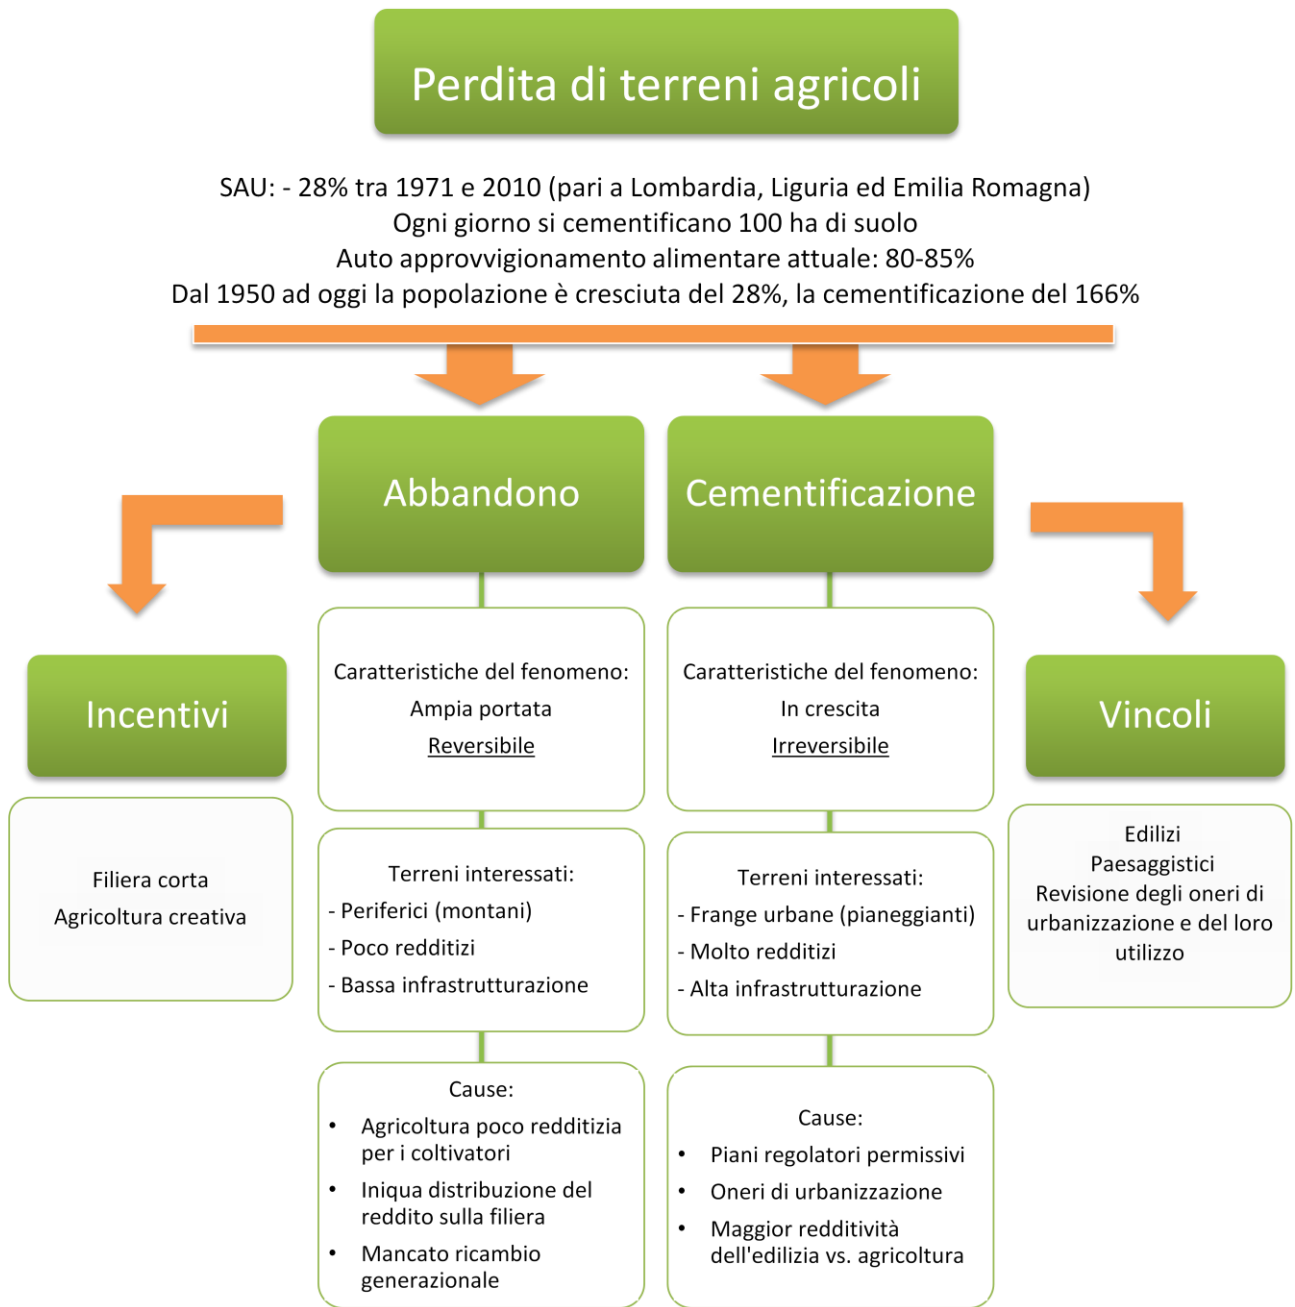 Perdita di terreni agricoli
SAU: - 28% tra 1971 e 2010 (pari a Lombardia, Liguria ed Emilia Romagna)
Ogni giorno si cementificano 100 ha di suolo
Auto approvvigionamento alimentare attuale: 80-85%
Dal 1950 ad oggi la popolazione è cresciuta del 28%, la cementificazione del 166%
Abbandono
Caratteristiche del fenomeno:
Ampia portata
Reversibile
Terreni interessati:
- Periferici (montani)
- Poco redditizi
- Bassa infrastrutturazione
Cause:
• Agricoltura poco redditizia
per i coltivatori
• Iniqua distribuzione del
reddito sulla filiera
• Mancato ricambio
generazionale
Cementificazione
Caratteristiche del fenomeno:
In crescita
Irreversibile
Terreni interessati:
- Frange urbane (pianeggianti)
- Molto redditizi
- Alta infrastrutturazione
Cause:
• Piani regolatori permissivi
• Oneri di urbanizzazione
• Maggior redditività
dell'edilizia vs. agricoltura
Incentivi
Filiera corta
Agricoltura creativa
Vincoli
Edilizi
Paesaggistici
Revisione degli oneri di
urbanizzazione e del loro
utilizzo